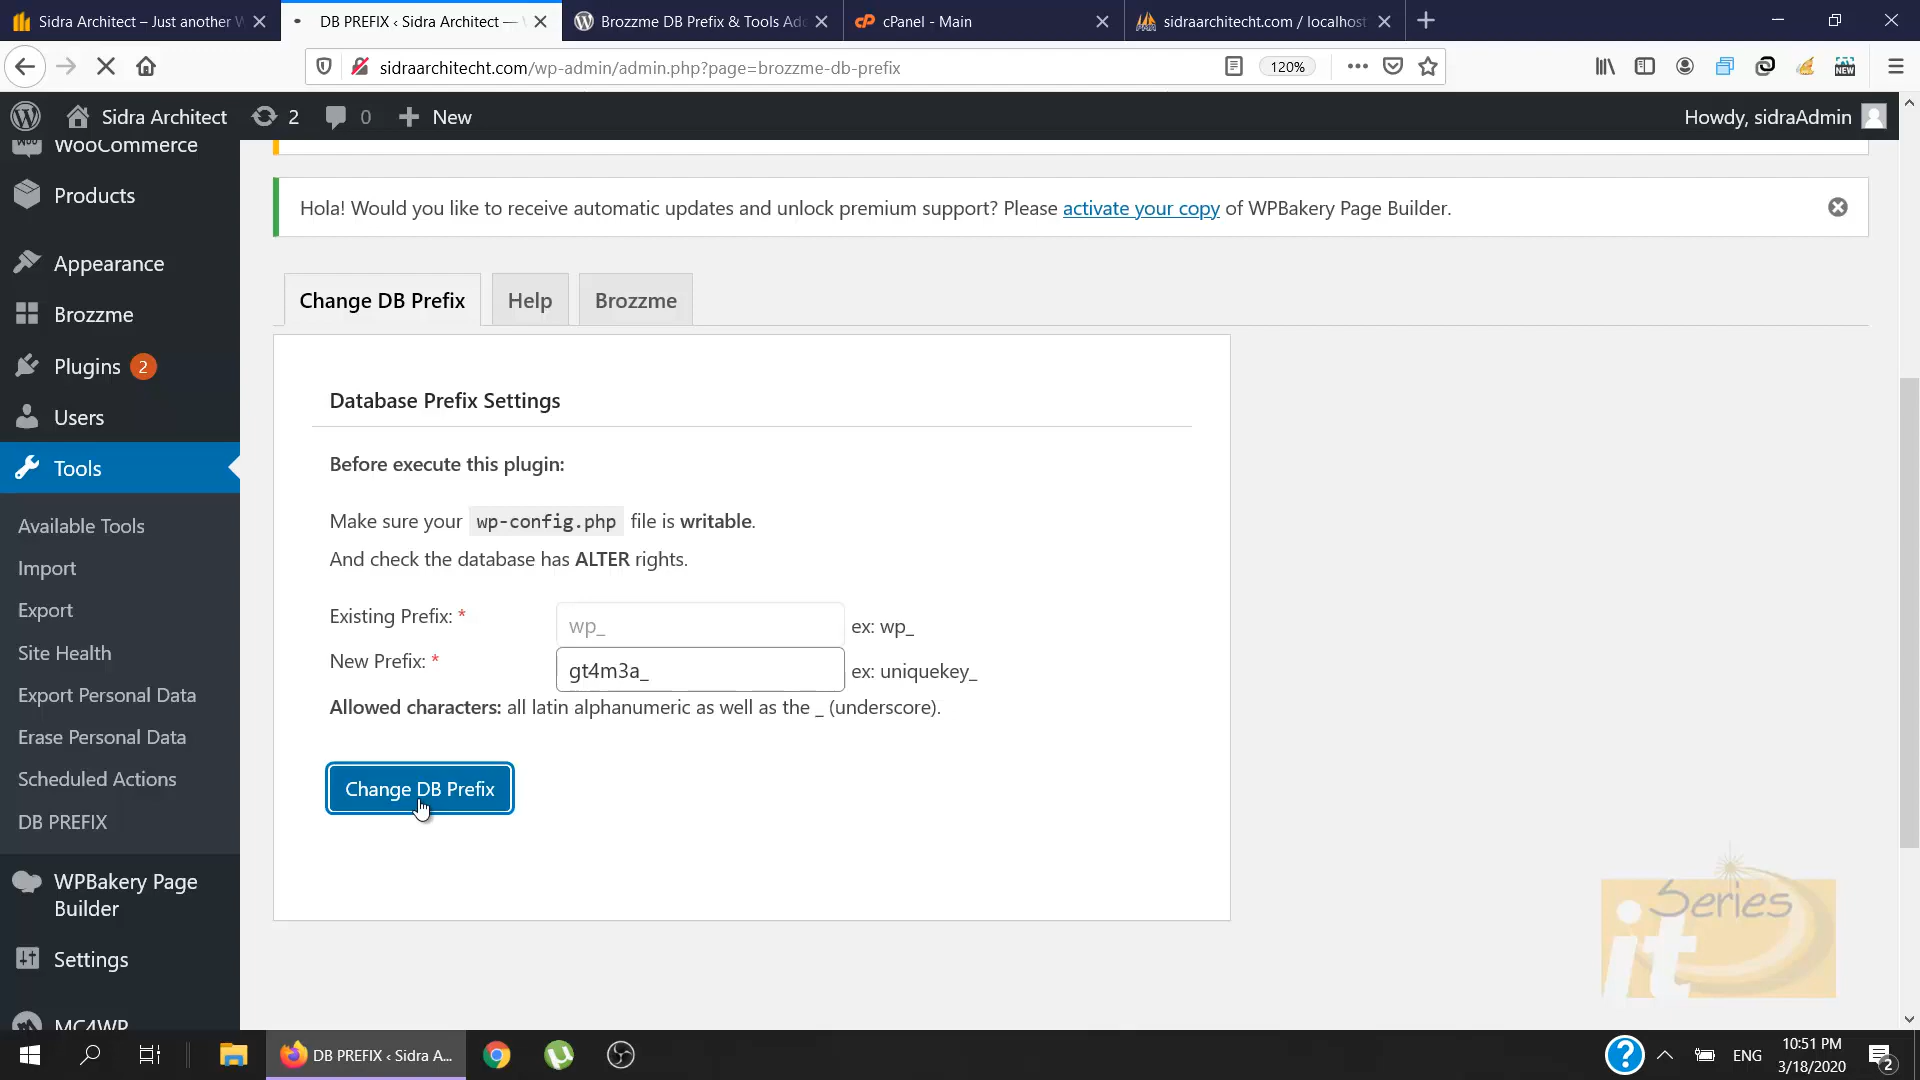 Sidra Architect – Just another W
DB PREFIX ‹ Sidra Architect —
Brozzme DB Prefix & Tools Add
cPanel - Main
sidraarchitecht.com / localhost
sidraarchitecht.com/wp-admin/admin.php?page=brozzme-db-prefix
120%
NEW
Sidra Architect
2
0
New
Howdy, sidraAdmin
WooCommerce
Products
Appearance
Brozzme
Plugins 2
Users
Tools
Available Tools
Import
Export
Site Health
Export Personal Data
Erase Personal Data
Scheduled Actions
DB PREFIX
WPBakery Page
Builder
Settings
MC4WP
Hola! Would you like to receive automatic updates and unlock premium support? Please activate your copy of WPBakery Page Builder.
Change DB Prefix
Help
Brozzme
Database Prefix Settings
Before execute this plugin:
Make sure your wp-config.php file is writable.
And check the database has ALTER rights.
Existing Prefix: * wp_ ex: wp_
New Prefix: * gt4m3a_ ex: uniquekey_
Allowed characters: all latin alphanumeric as well as the _ (underscore).
Change DB Prefix
Series
it
DB PREFIX ‹ Sidra A...
ENG
10:51 PM
3/18/2020
2